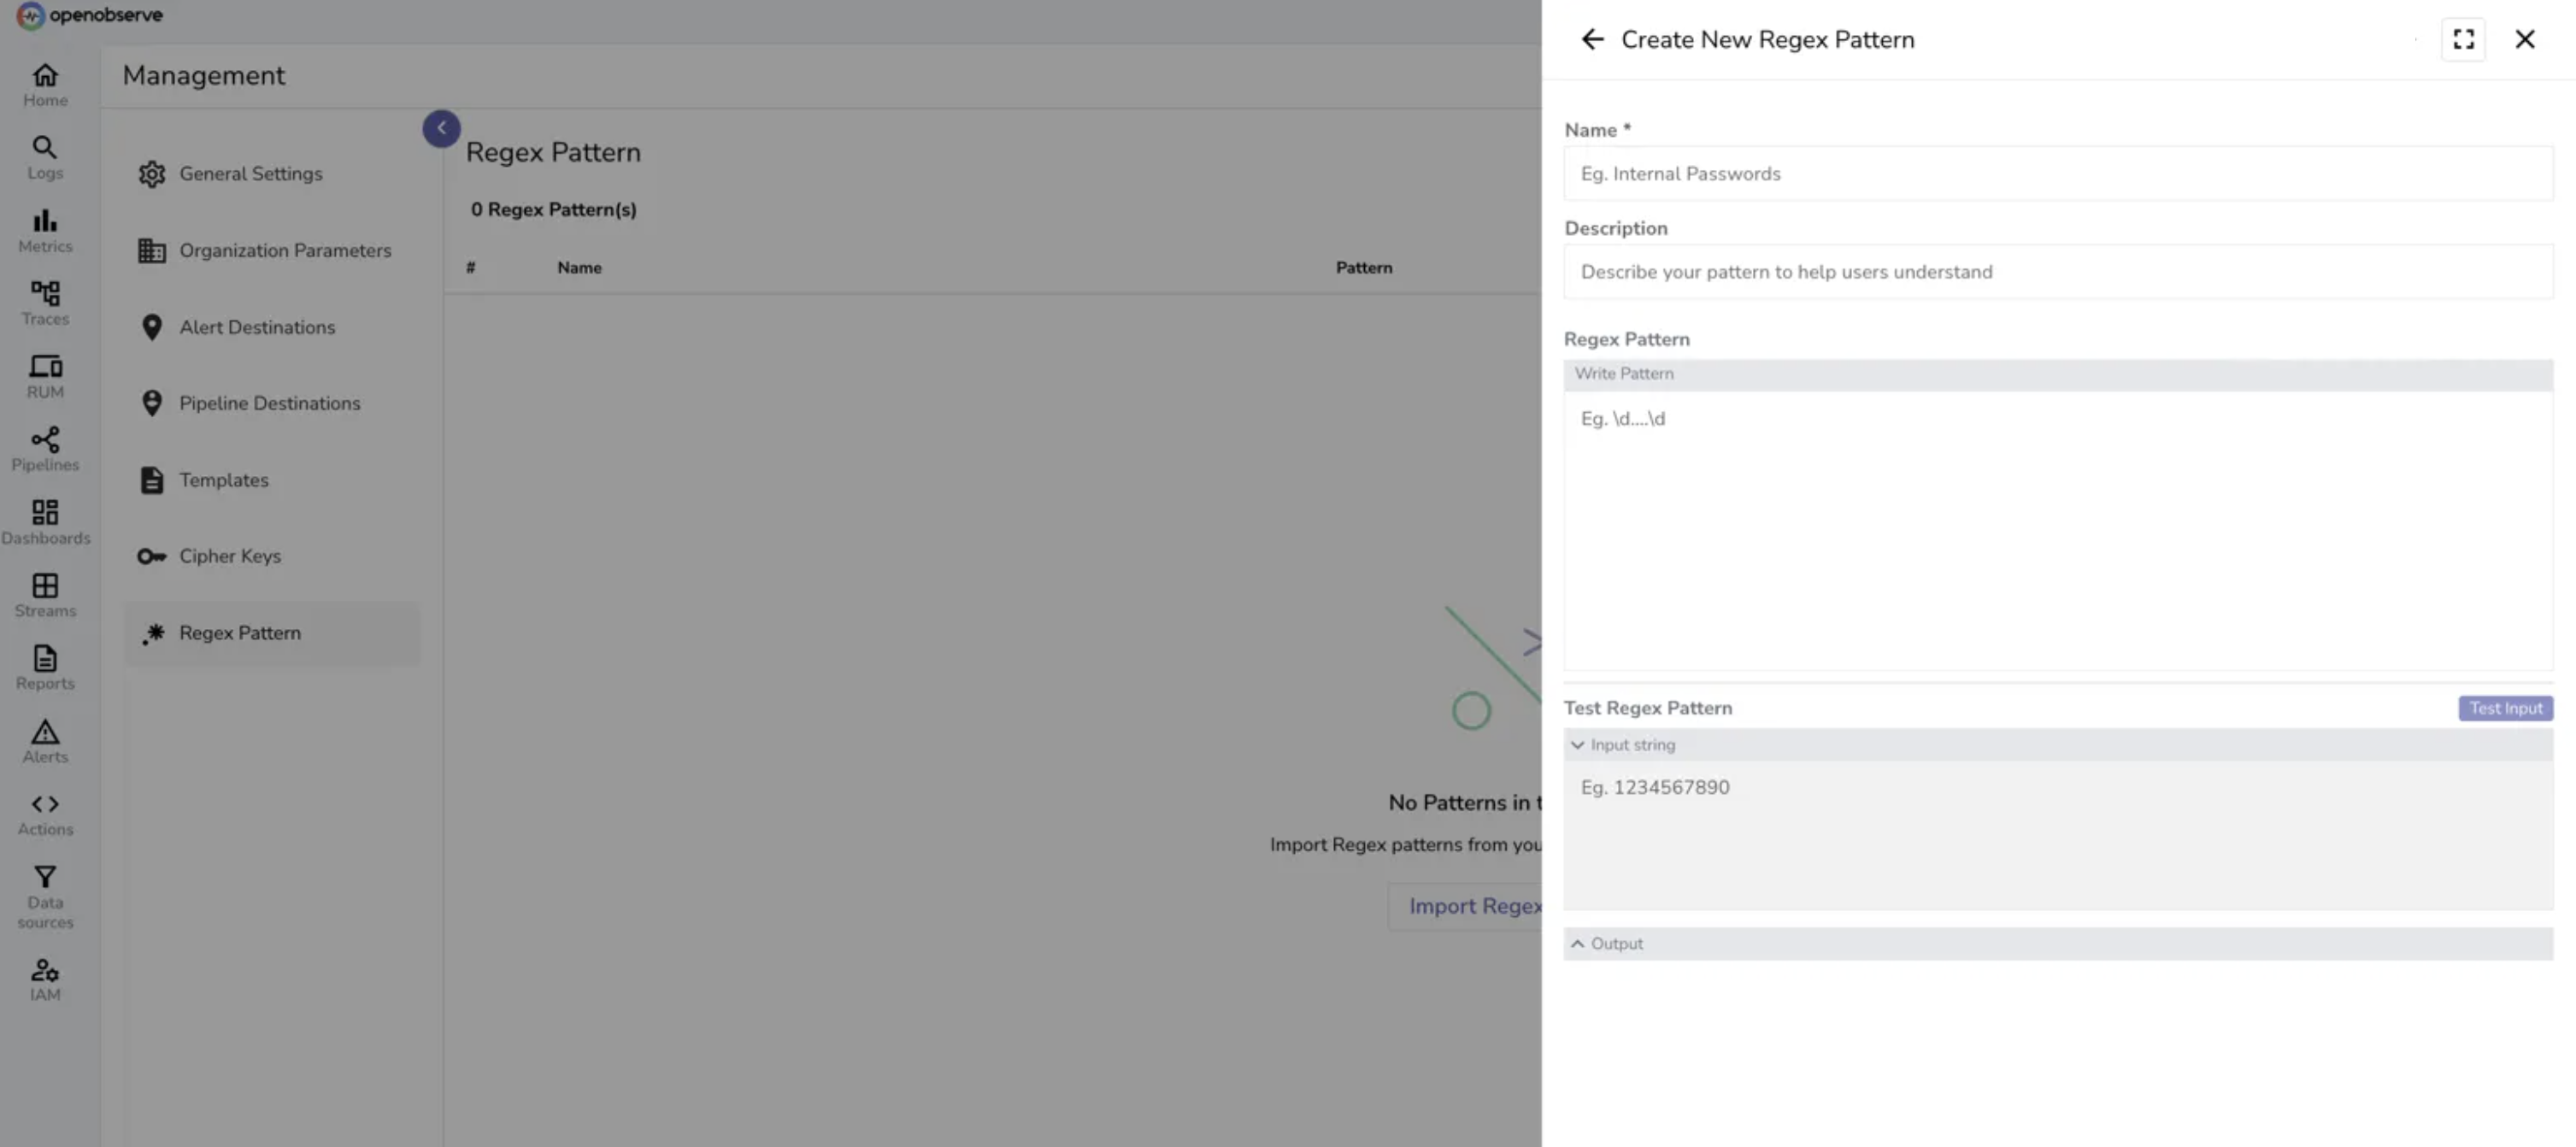 openobserve
Home
Logs
Metrics
Traces
RUM
Pipelines
Dashboards
Streams
Reports
Alerts
Actions
Data
sources
IAM
Management
General Settings
Organization Parameters
Alert Destinations
Pipeline Destinations
Templates
Cipher Keys
Regex Pattern
Regex Pattern
0 Regex Pattern(s)
# Name Pattern
No Patterns in t
Import Regex patterns from you
Import Regex
Create New Regex Pattern
Name *
Eg. Internal Passwords
Description
Describe your pattern to help users understand
Regex Pattern
Write Pattern
Eg. \d....\d
Test Regex Pattern
Test Input
Input string
Eg. 1234567890
Output